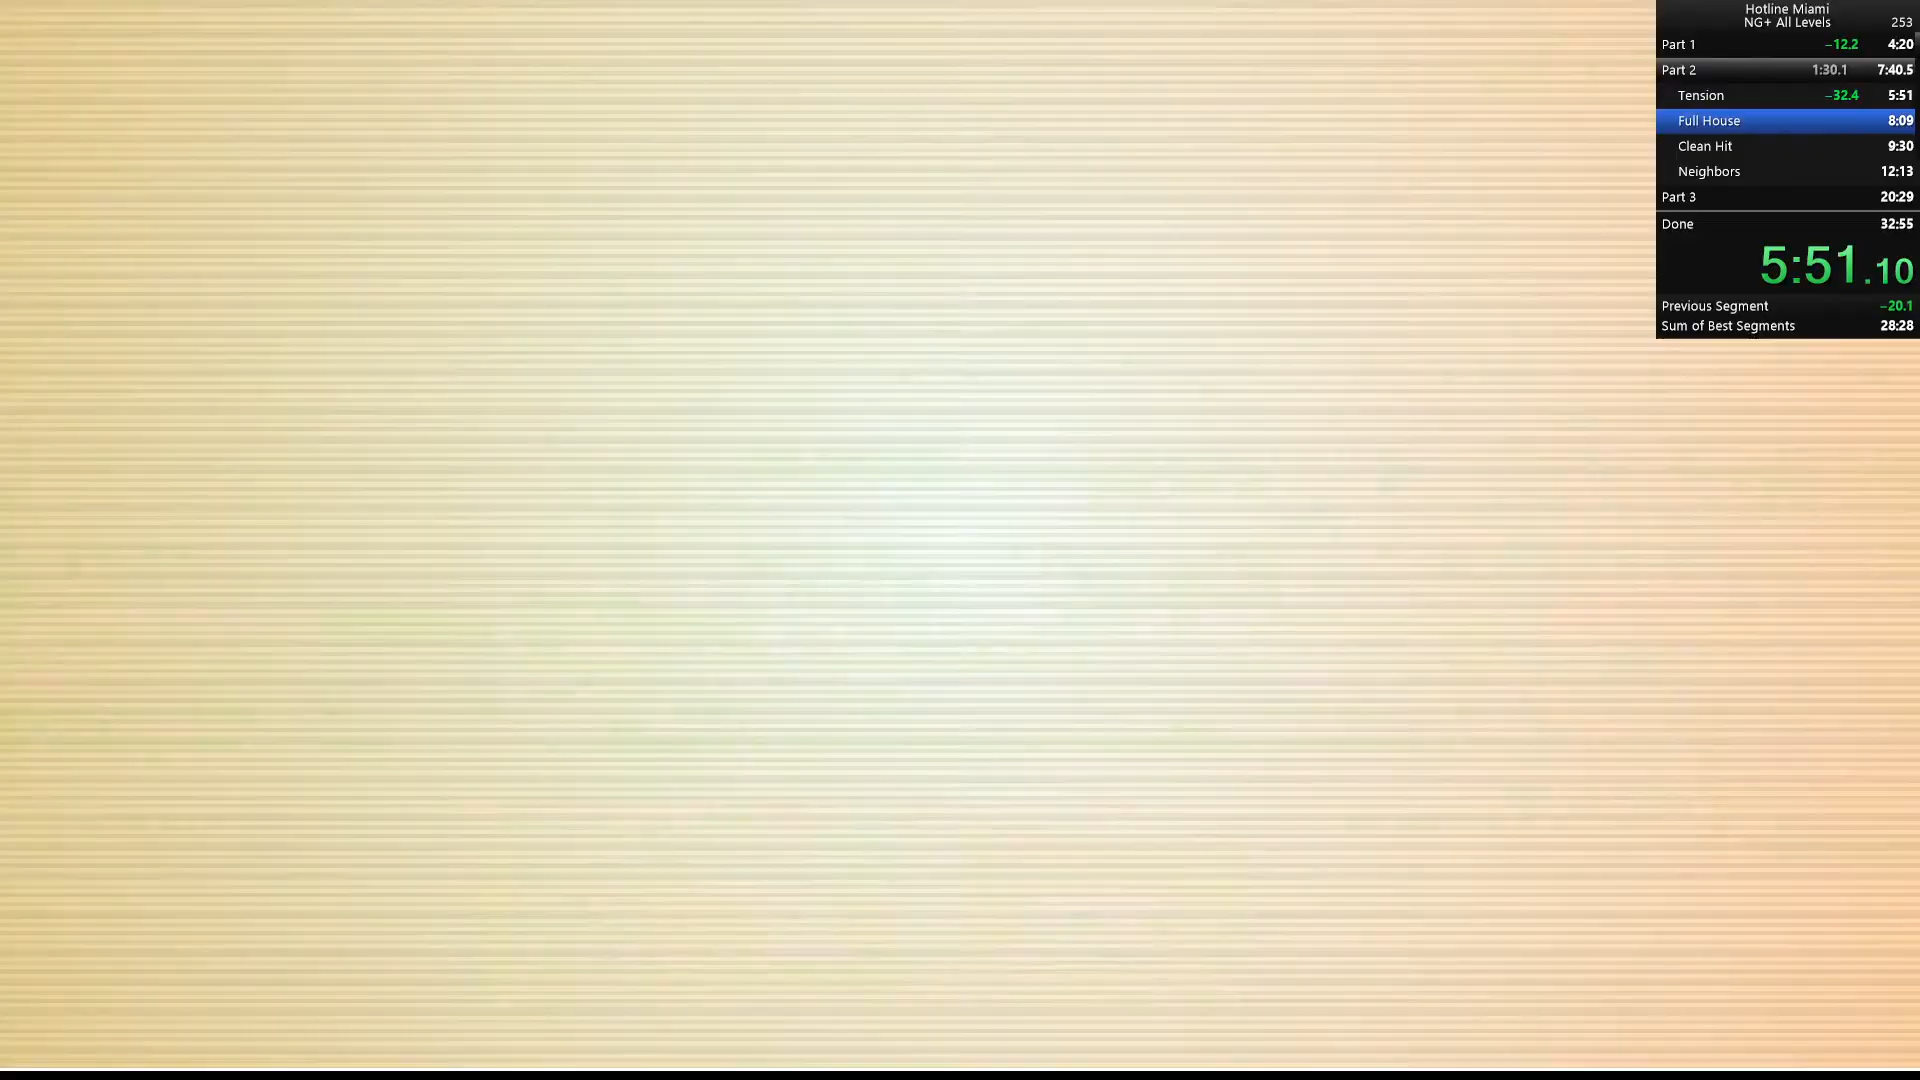 Hotline Miami
NG+ All Levels 253
Part 1 −12.2 4:20
Part 2 1:30.1 7:40.5
Tension −32.4 5:51
Full House 8:09
Clean Hit 9:30
Neighbors 12:13
Part 3 20:29
Done 32:55
5:51.10
Previous Segment −20.1
Sum of Best Segments 28:28